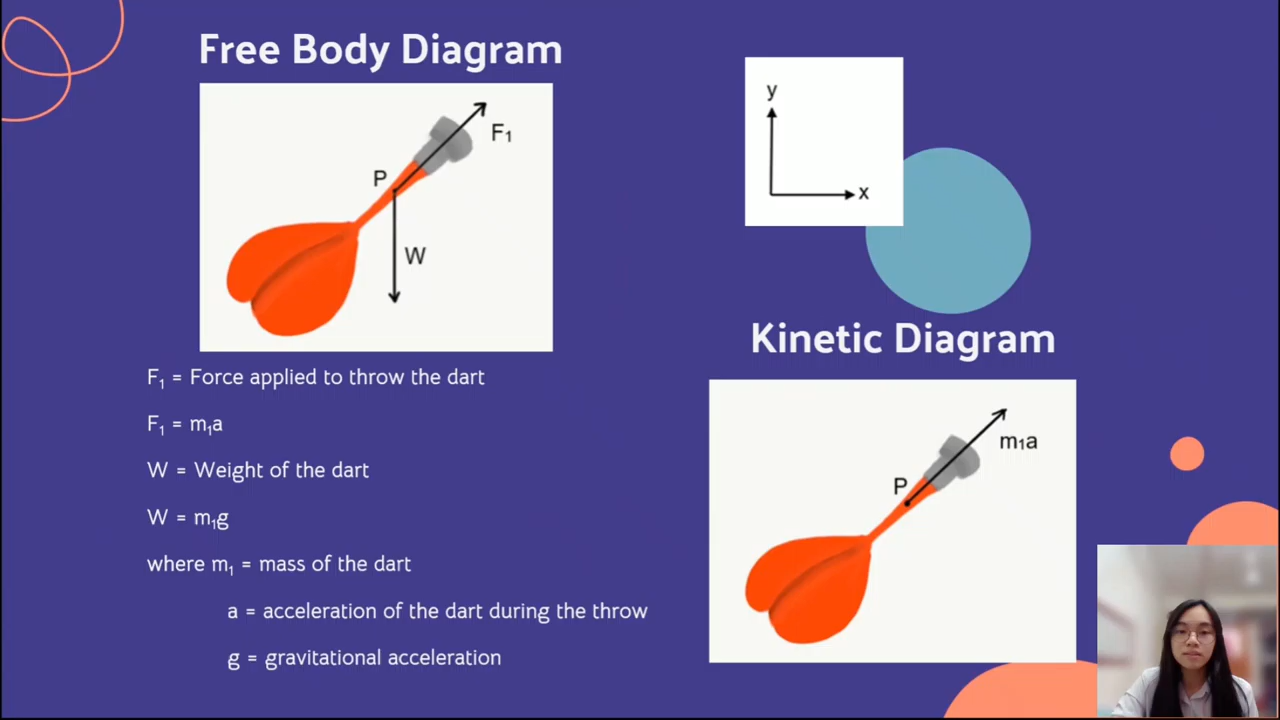 Free Body Diagram
F₁
P
W
F₁ = Force applied to throw the dart
F₁ = m₁a
W = Weight of the dart
W = m₁g
where m₁ = mass of the dart
a = acceleration of the dart during the throw
g = gravitational acceleration
y
x
Kinetic Diagram
m₁a
P